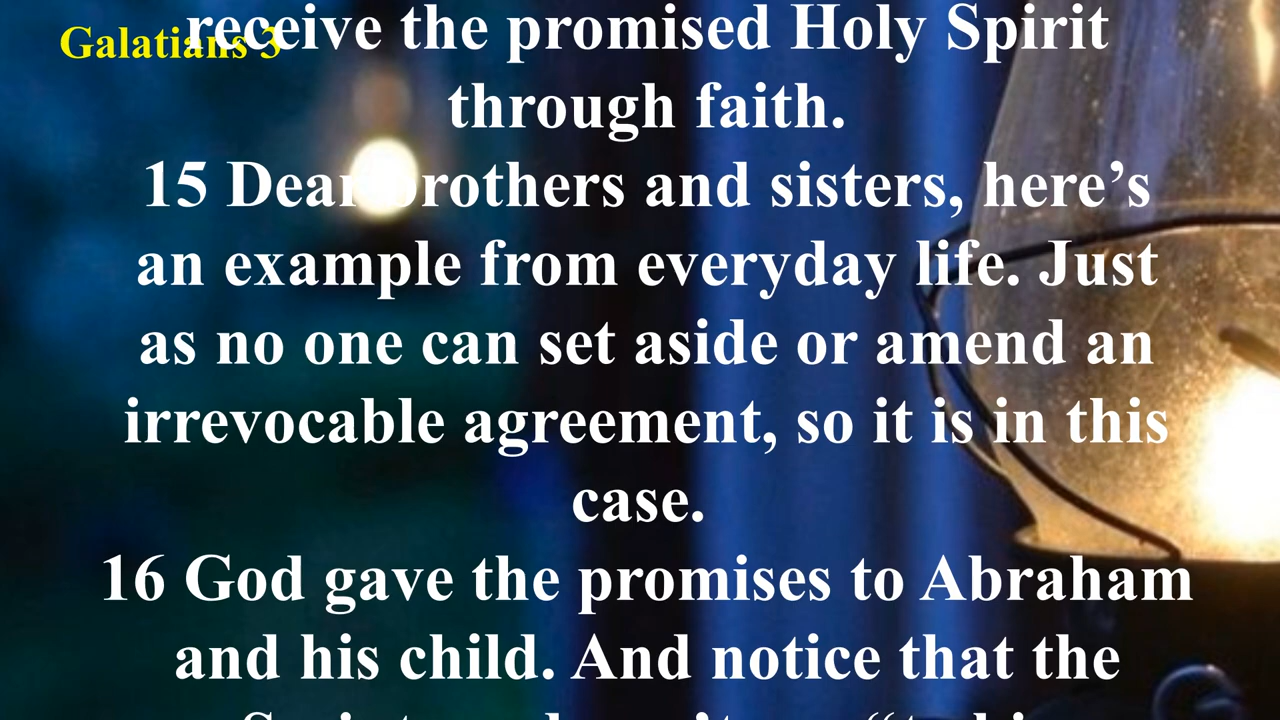 Galatians 3
receive the promised Holy Spirit
through faith.
15 Dear brothers and sisters, here’s
an example from everyday life. Just
as no one can set aside or amend an
irrevocable agreement, so it is in this
case.
16 God gave the promises to Abraham
and his child. And notice that the